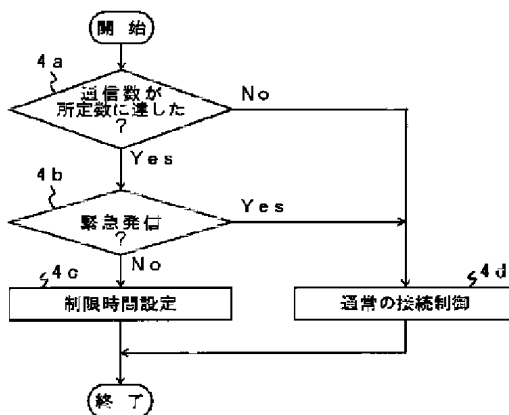 開始
4a
通信数が
所定数に達した
?
No
Yes
4b
緊急発信
?
Yes
No
4c
制限時間設定
4d
通常の接続制御
終了